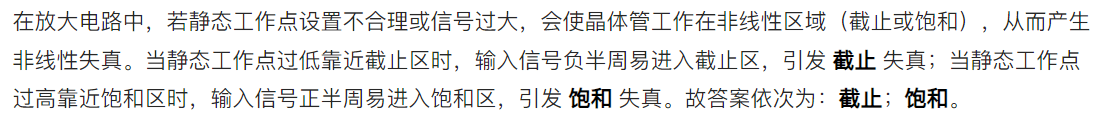 在放大电路中，若静态工作点设置不合理或信号过大，会使晶体管工作在非线性区域（截止或饱和），从而产生
非线性失真。当静态工作点过低靠近截止区时，输入信号负半周易进入截止区，引发 截止 失真；当静态工作点
过高靠近饱和区时，输入信号正半周易进入饱和区，引发 饱和 失真。故答案依次为：截止；饱和。